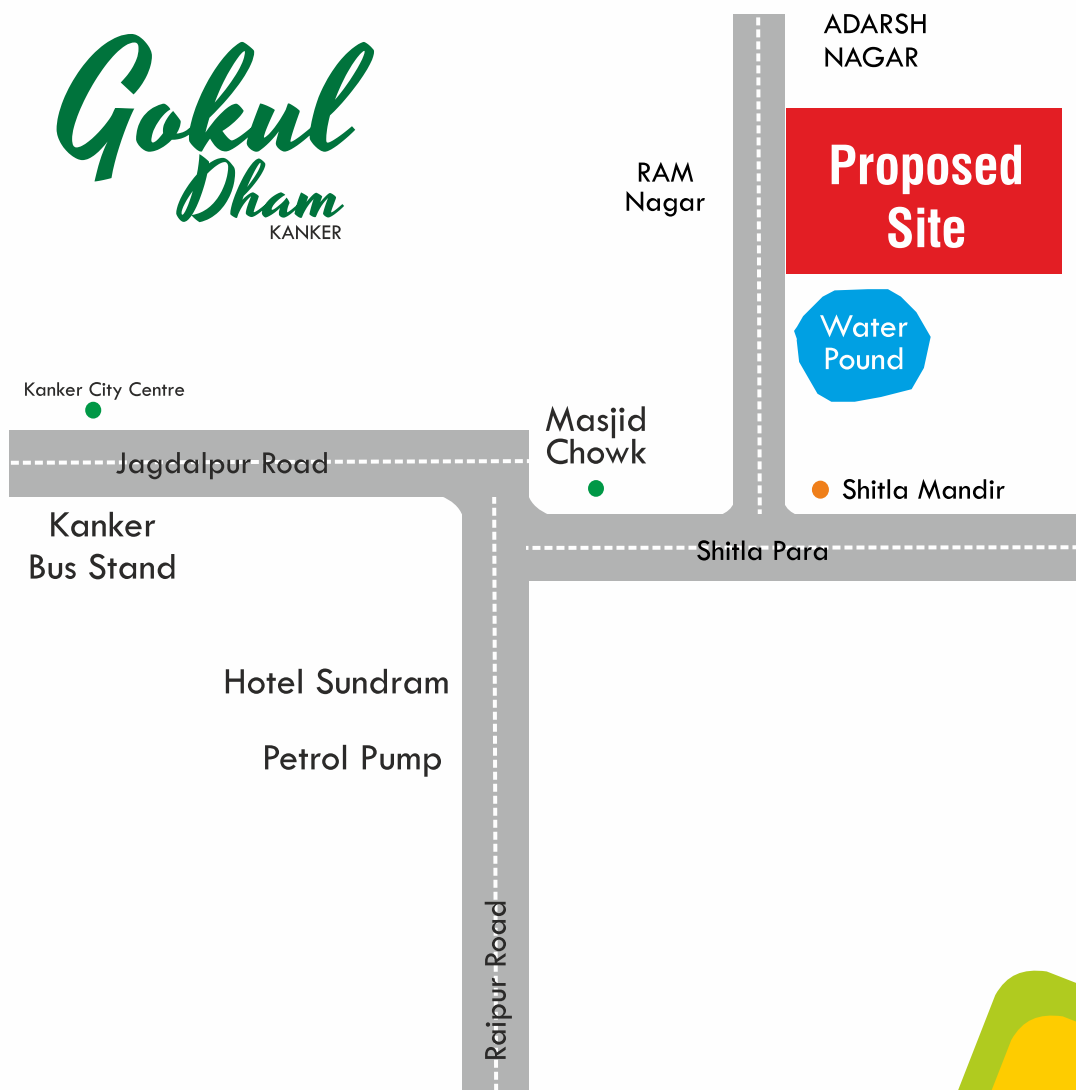 Gokul
Dham
KANKER
ADARSH
NAGAR
Proposed
Site
RAM
Nagar
Water
Pound
Kanker City Centre
Jagdalpur Road
Masjid
Chowk
Shitla Mandir
Shitla Para
Kanker
Bus Stand
Hotel Sundram
Petrol Pump
Raipur Road